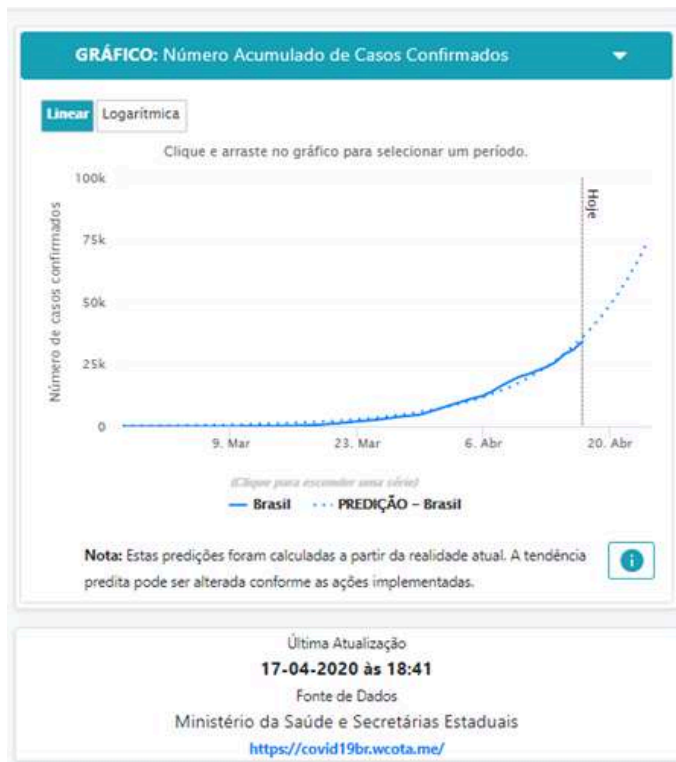 GRÁFICO: Número Acumulado de Casos Confirmados
Linear Logarítmica
Clique e arraste no gráfico para selecionar um período.
100k
75k
50k
25k
0
Número de casos confirmados
Hoje
9. Mar 23. Mar 6. Abr 20. Abr
(Clique para esconder uma série)
Brasil PREDIÇÃO – Brasil
Nota: Estas predições foram calculadas a partir da realidade atual. A tendência
predita pode ser alterada conforme as ações implementadas.
Última Atualização
17-04-2020 às 18:41
Fonte de Dados
Ministério da Saúde e Secretárias Estaduais
https://covid19br.wcota.me/